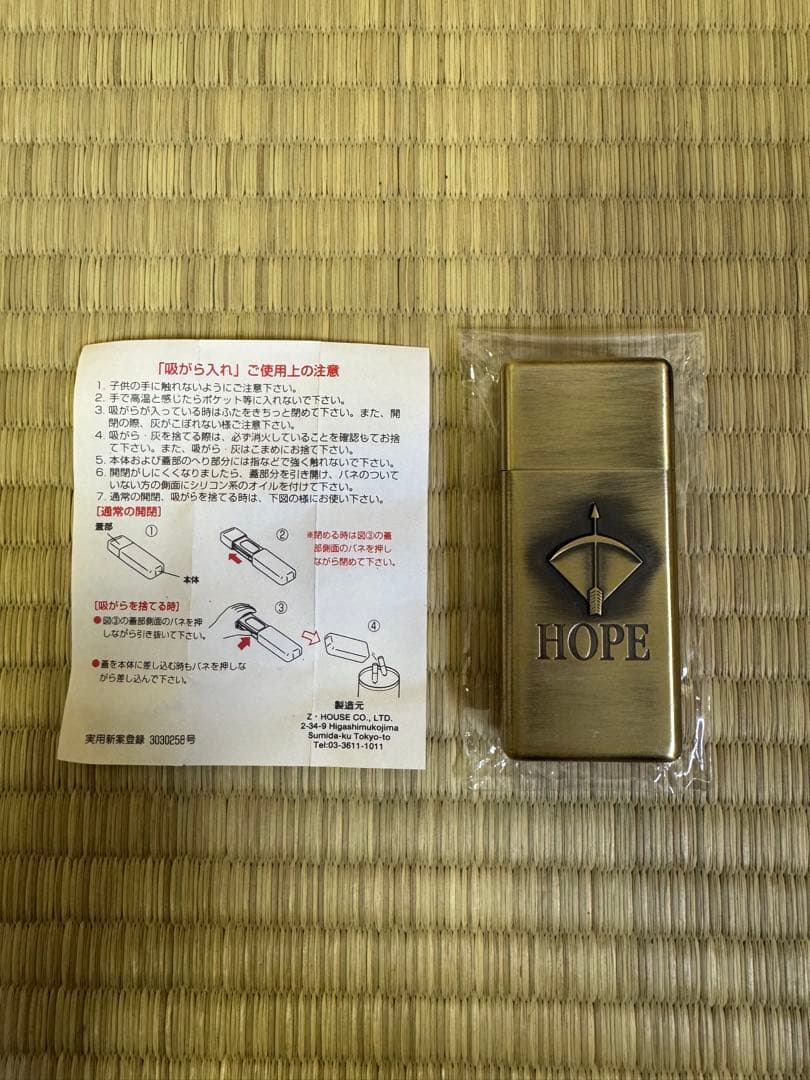 「吸がら入れ」ご使用上の注意
1. 子供の手に触れないようにご注意下さい。
2. 手で高温と感じたらポケット等に入れないで下さい。
3. 吸がらが入っている時はふたをきちっと閉めて下さい。また、開
閉の際、灰がこぼれない様ご注意下さい。
4. 吸がら・灰を捨てる際は、必ず消火していることを確認してお捨
て下さい。また、吸がら・灰はこまめにお捨て下さい。
5. 本体および蓋部のへり部分には指などで強く触れないで下さい。
6. 開閉がしにくくなりましたら、蓋部分を引き開け、バネのついて
いない方の側面にシリコン系のオイルを付けて下さい。
7. 通常の開閉、吸がらを捨てる時は、下図の様にお使い下さい。
[通常の開閉]
蓋部
①
本体
②
※閉める時は図③の蓋
部側面のバネを押し
ながら閉めて下さい。
[吸がらを捨てる時]
●図③の蓋部側面のバネを押
しながら引き抜いて下さい。
●蓋を本体に差し込む時もバネを押しな
がら差し込んで下さい。
③
④
製造元
Z・HOUSE CO., LTD.
2-34-9 Higashimukojima
Sumida-ku Tokyo-to
Tel:03-3611-1011
実用新案登録 3030258号
HOPE